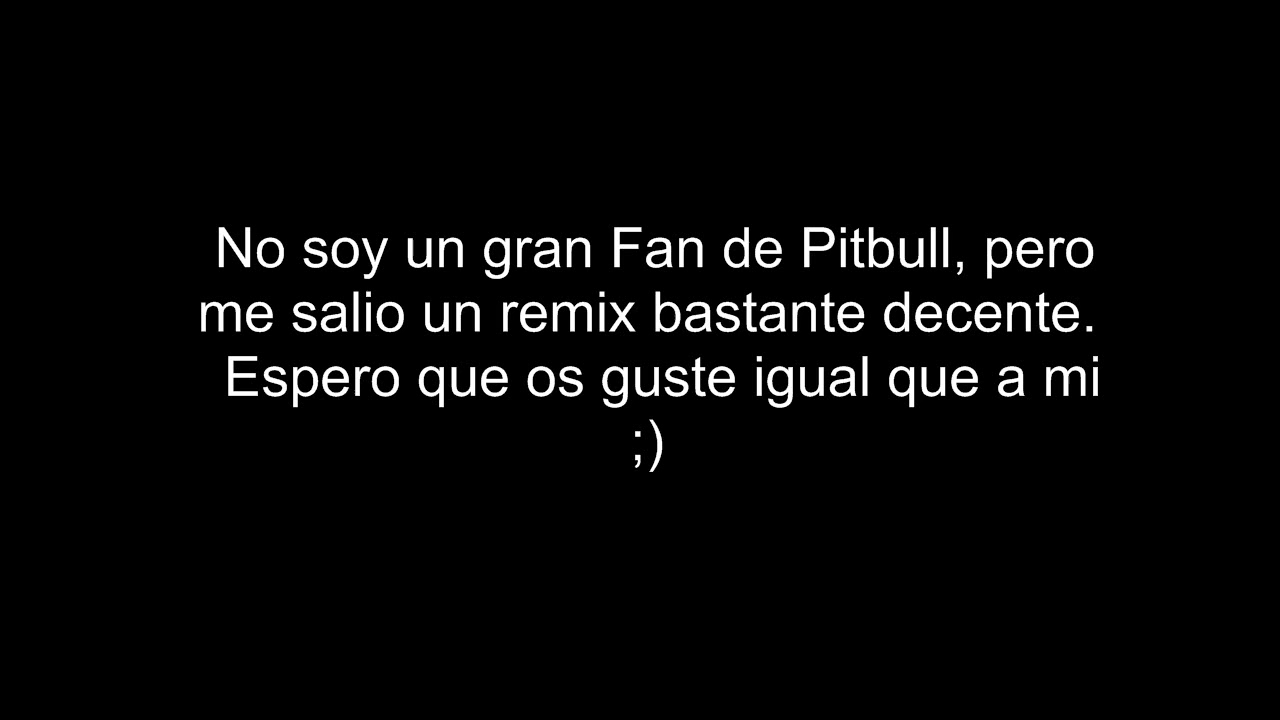 No soy un gran Fan de Pitbull, pero
me salio un remix bastante decente.
Espero que os guste igual que a mi
;)